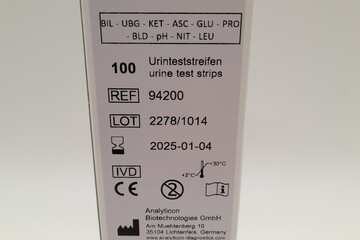 BIL - UBG - KET - ASC - GLU - PRO
- BLD - pH - NIT - LEU
100 Urinteststreifen
urine test strips
REF 94200
LOT 2278/1014
2025-01-04
IVD +2°C +30°C
CE 2 i
Analyticon
Biotechnologies GmbH
Am Muehlenberg 10
35104 Lichtenfels, Germany
www.analyticon-diagnostics.com